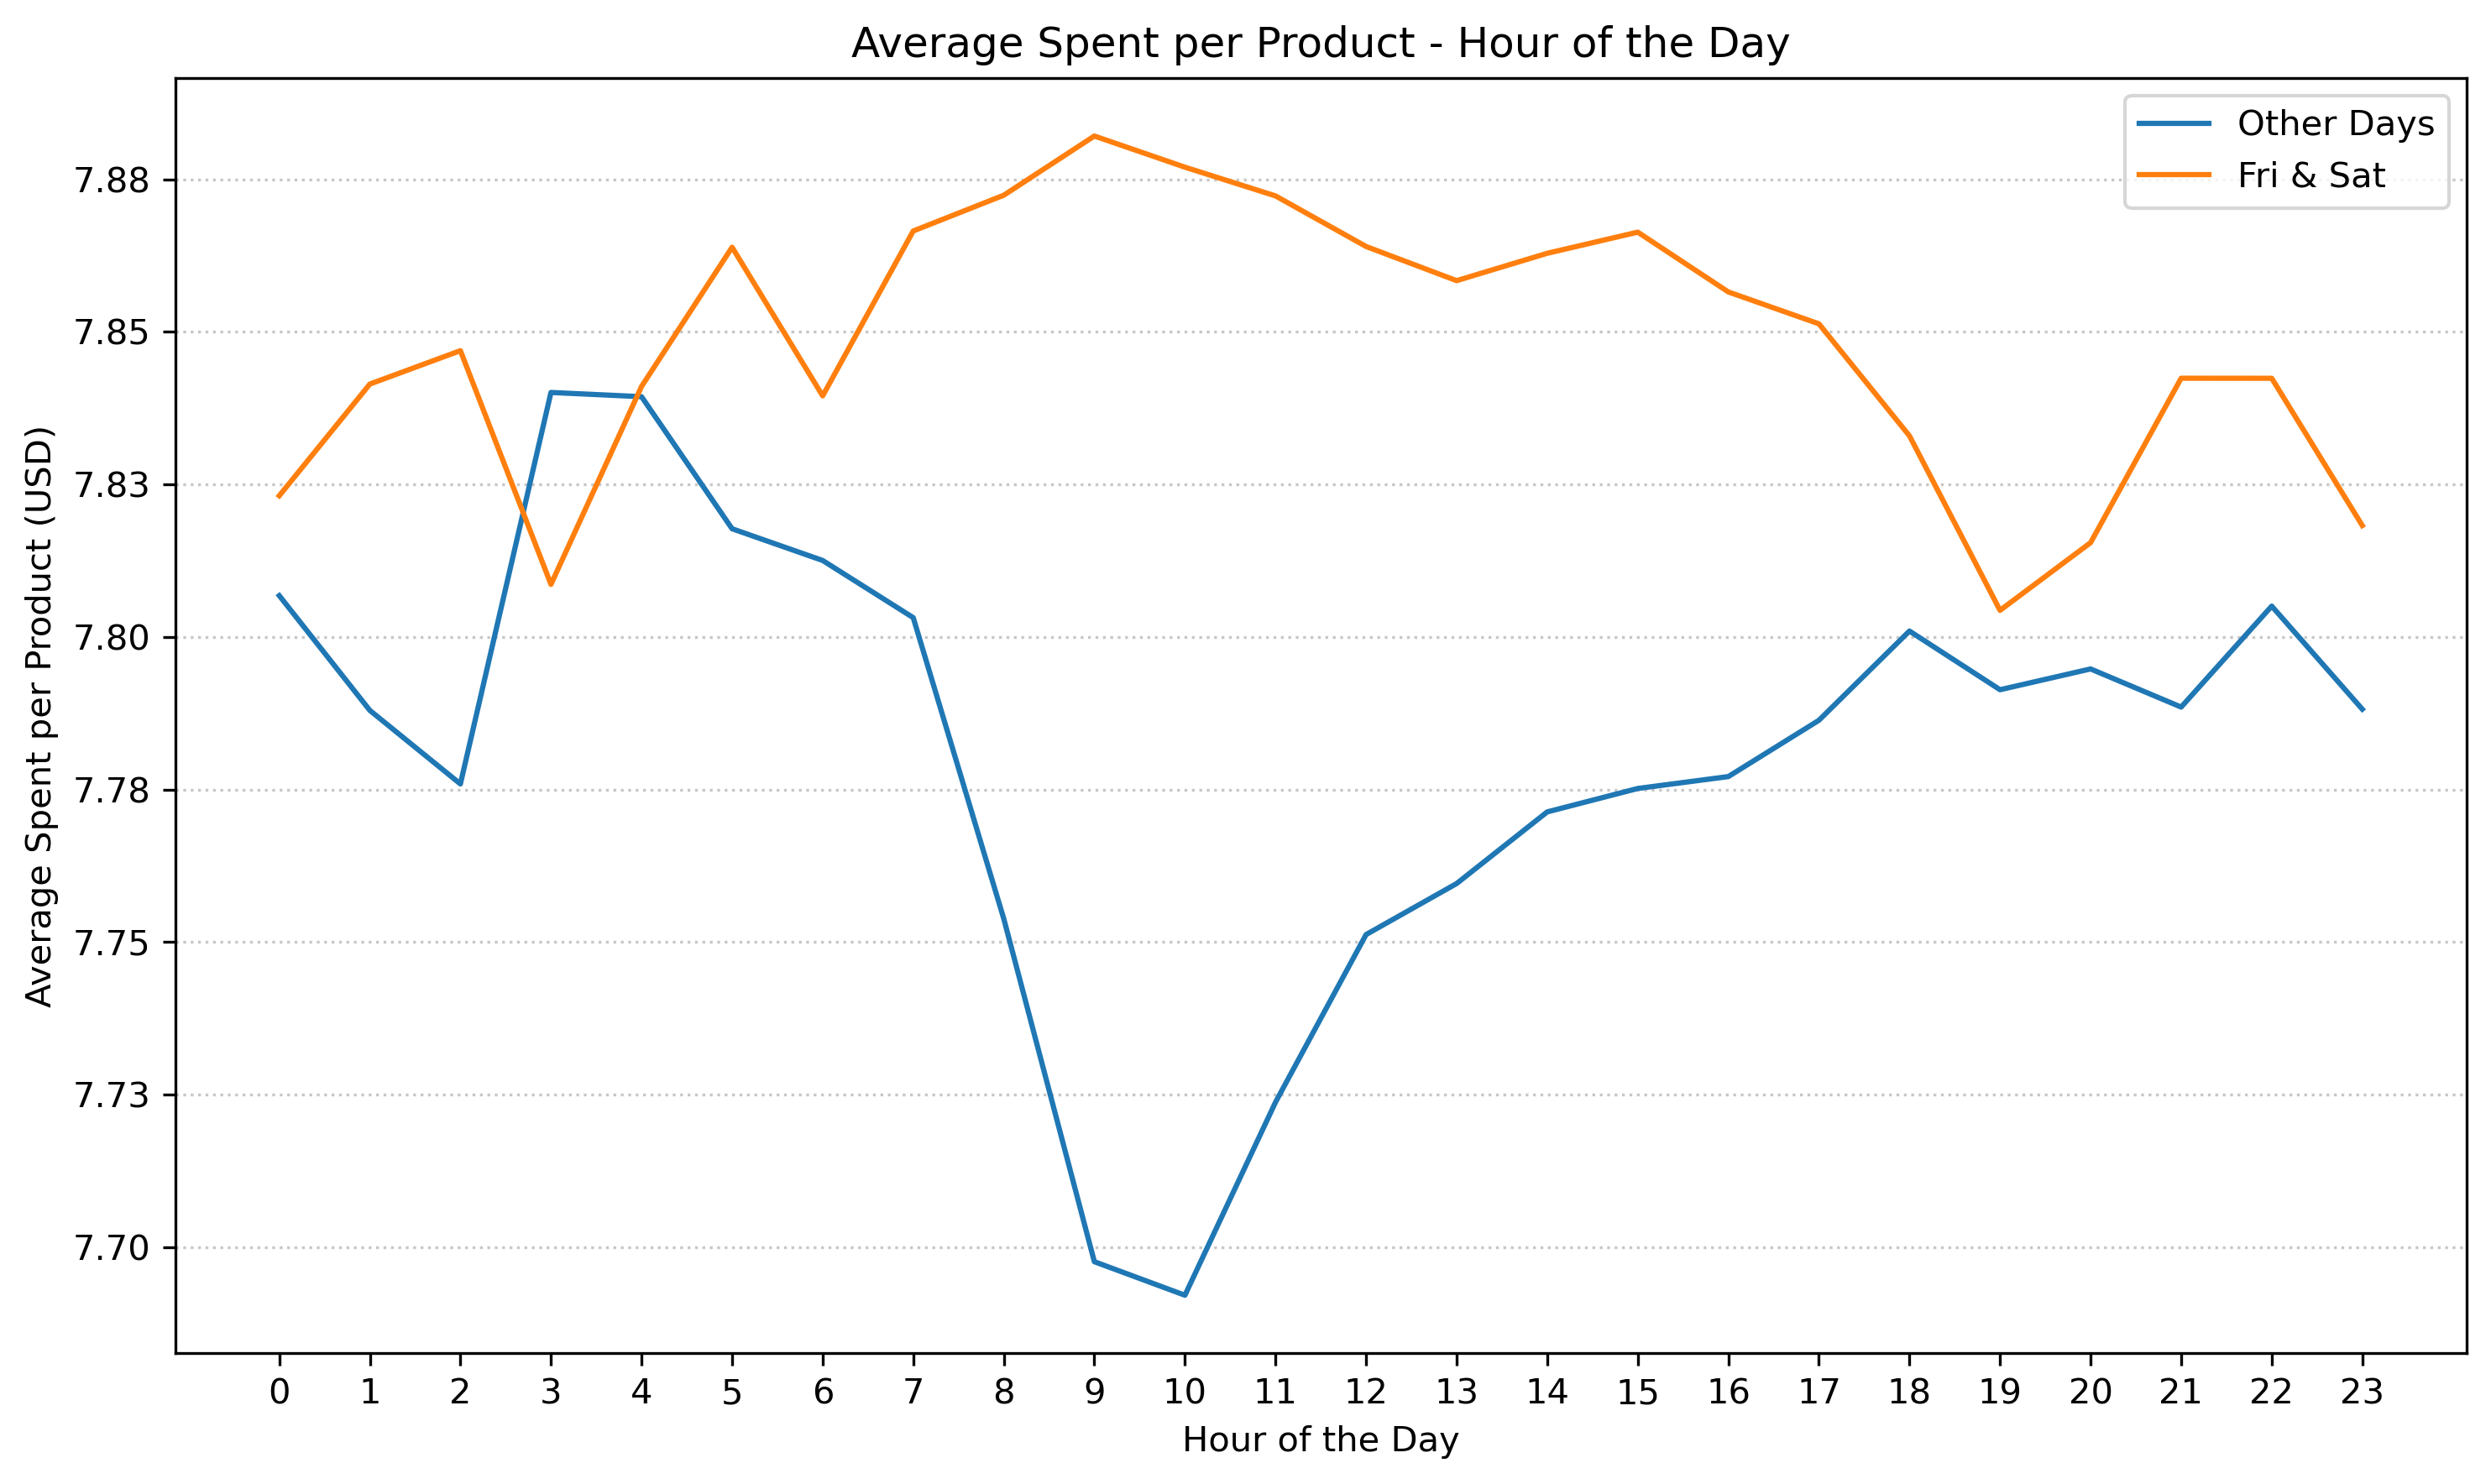 Average Spent per Product - Hour of the Day
Other Days
Fri & Sat
Average Spent per Product (USD)
7.88
7.85
7.83
7.80
7.78
7.75
7.73
7.70
0 1 2 3 4 5 6 7 8 9 10 11 12 13 14 15 16 17 18 19 20 21 22 23
Hour of the Day